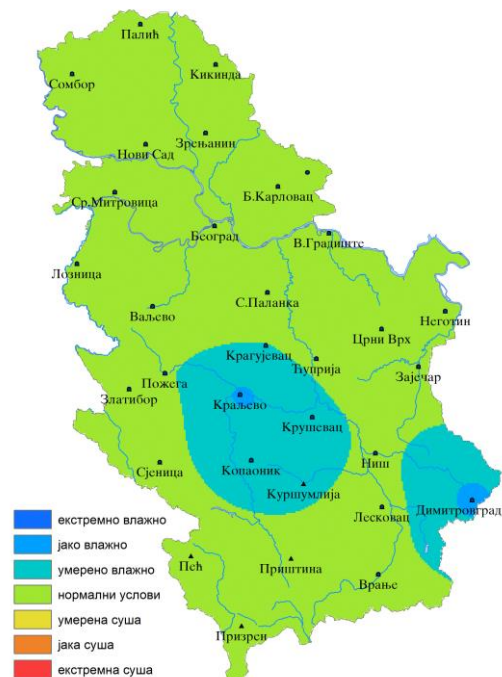 Палић
Кикинда
Сомбор
Зрењанин
Нови Сад
Б.Карловац
Ср.Митровица
Београд
В.Градиште
Лозница
С.Паланка
Ваљево
Неготин
Црни Врх
Крагујевац
Ћуприја
Зајечар
Пожега
Златибор
Краљево
Крушевац
Ниш
Сјеница
Копаоник
Куршумлија
Димитровград
Лесковац
екстремно влажно
јако влажно
умерено влажно
Пећ
Приштина
Врање
нормални услови
умерена суша
Призрен
јака суша
екстремна суша